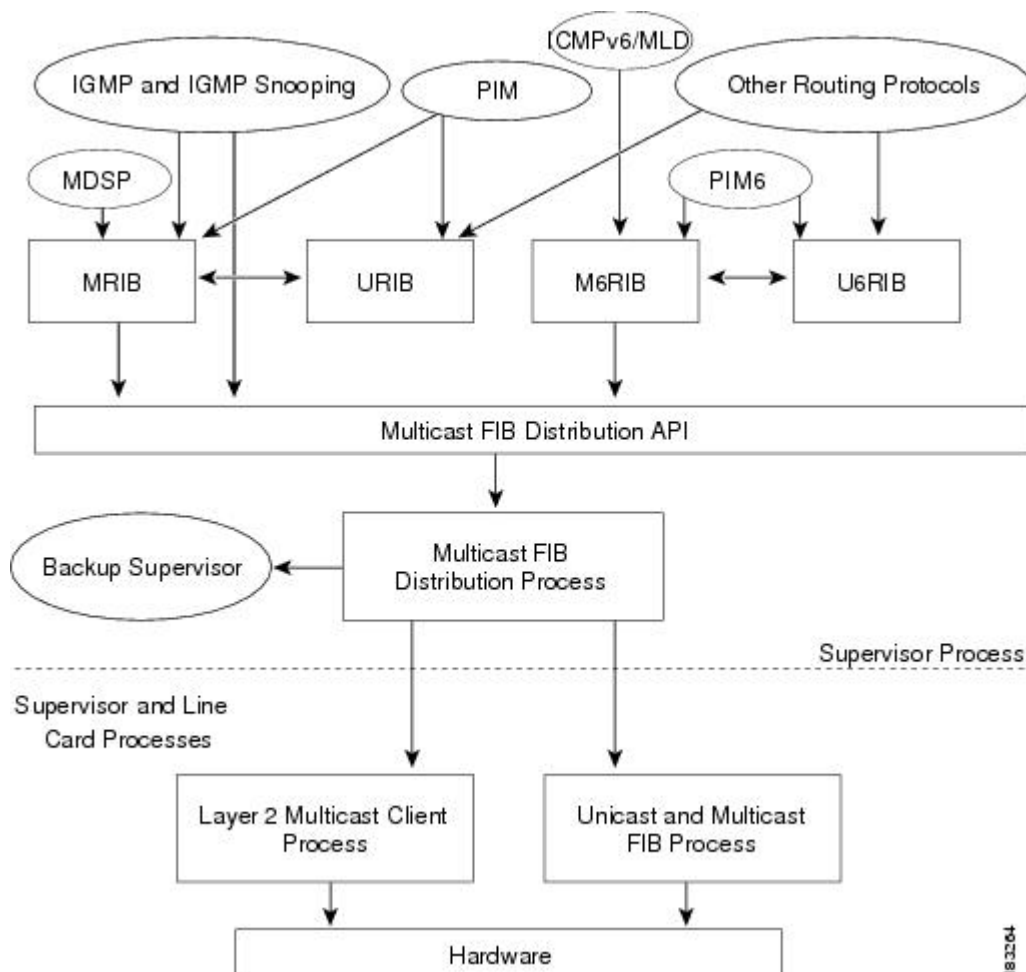 ICMPv6/MLD
IGMP and IGMP Snooping
PIM
Other Routing Protocols
MDSP
PIM6
MRIB
URIB
M6RIB
U6RIB
Multicast FIB Distribution API
Multicast FIB
Distribution Process
Backup Supervisor
Supervisor Process
Supervisor and Line
Card Processes
Layer 2 Multicast Client
Process
Unicast and Multicast
FIB Process
Hardware